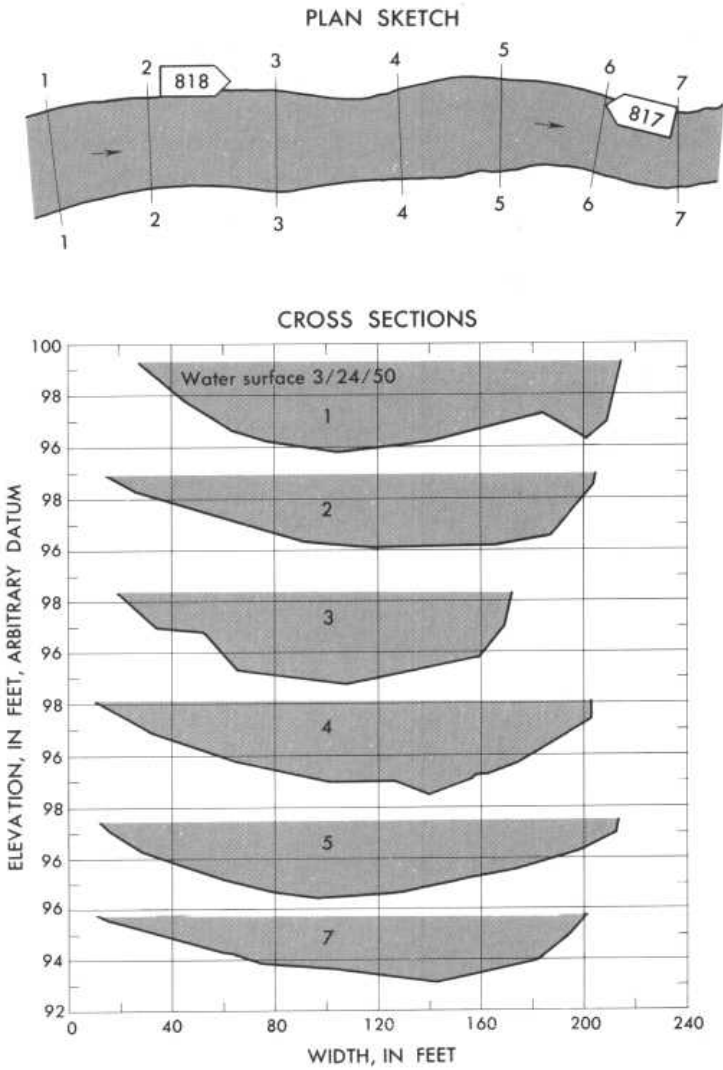 PLAN SKETCH
1 2 818 3 4 5 6 817 7
1 2 3 4 5 6 7
CROSS SECTIONS
100
Water surface 3/24/50
98
1
96
98
2
96
98
3
96
98
4
96
98
5
96
96
7
94
92
0 40 80 120 160 200 240
WIDTH, IN FEET
ELEVATION, IN FEET, ARBITRARY DATUM